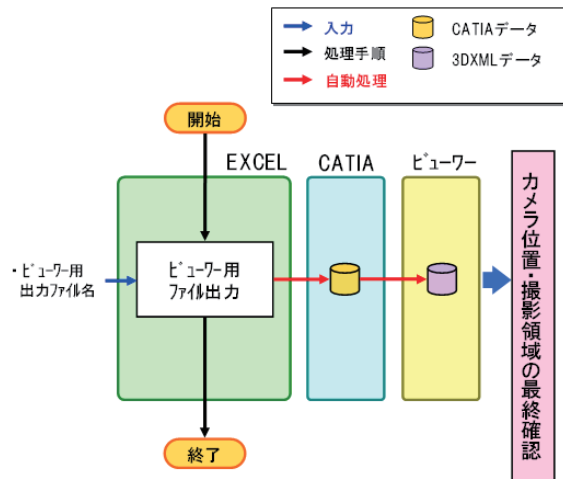 入力
処理手順
自動処理
CATIAデータ
3DXMLデータ
開始
EXCEL
CATIA
ﾋﾞｭｰﾜｰ
・ﾋﾞｭｰﾜｰ用
出力ﾌｧｲﾙ名
ﾋﾞｭｰﾜｰ用
ﾌｧｲﾙ出力
カメラ位置・撮影領域の最終確認
終了